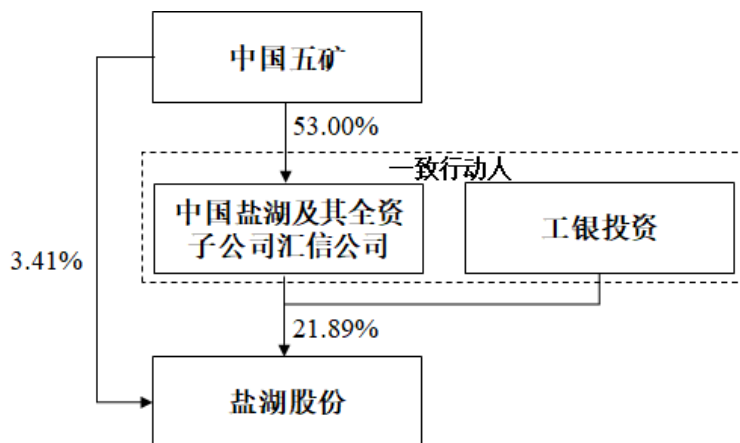 中国五矿
53.00%
一致行动人
中国盐湖及其全资
子公司汇信公司
工银投资
3.41%
21.89%
盐湖股份